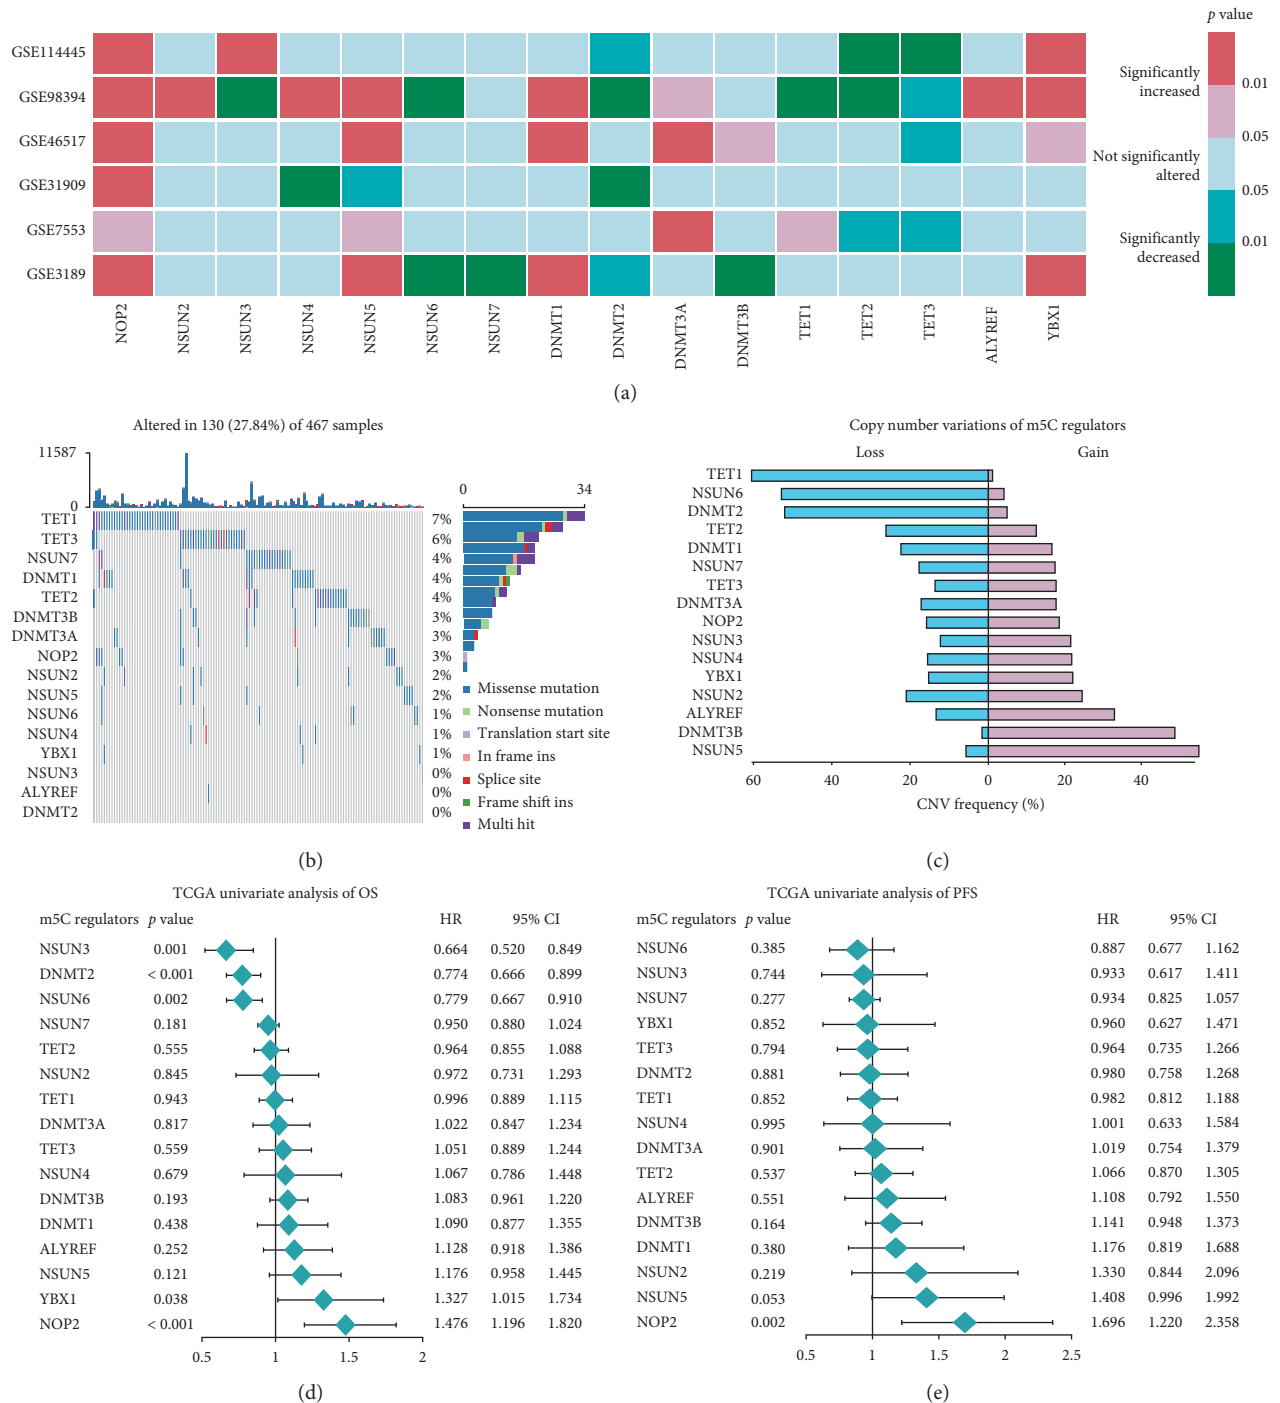 p value
GSE114445
GSE98394
GSE46517
GSE31909
GSE7553
GSE3189
Significantly
increased
Not significantly
altered
Significantly
decreased
0.01
0.05
0.05
0.01
NOP2
NSUN2
NSUN3
NSUN4
NSUN5
NSUN6
NSUN7
DNMT1
DNMT2
DNMT3A
DNMT3B
TET1
TET2
TET3
ALYREF
YBX1
(a)
Altered in 130 (27.84%) of 467 samples
11587
0
0 34
TET1 7%
TET3 6%
NSUN7 4%
DNMT1 4%
TET2 4%
DNMT3B 3%
DNMT3A 3%
NOP2 3%
NSUN2 2%
NSUN5 2%
NSUN6 1%
NSUN4 1%
YBX1 1%
NSUN3 0%
ALYREF 0%
DNMT2 0%
Missense mutation
Nonsense mutation
Translation start site
In frame ins
Splice site
Frame shift ins
Multi hit
(b)
Copy number variations of m5C regulators
Loss Gain
TET1
NSUN6
DNMT2
TET2
DNMT1
NSUN7
TET3
DNMT3A
NOP2
NSUN3
NSUN4
YBX1
NSUN2
ALYREF
DNMT3B
NSUN5
60 40 20 0 20 40
CNV frequency (%)
(c)
TCGA univariate analysis of OS
m5C regulators p value HR 95% CI
NSUN3 0.001 0.664 0.520 0.849
DNMT2 < 0.001 0.774 0.666 0.899
NSUN6 0.002 0.779 0.667 0.910
NSUN7 0.181 0.950 0.880 1.024
TET2 0.555 0.964 0.855 1.088
NSUN2 0.845 0.972 0.731 1.293
TET1 0.943 0.996 0.889 1.115
DNMT3A 0.817 1.022 0.847 1.234
TET3 0.559 1.051 0.889 1.244
NSUN4 0.679 1.067 0.786 1.448
DNMT3B 0.193 1.083 0.961 1.220
DNMT1 0.438 1.090 0.877 1.355
ALYREF 0.252 1.128 0.918 1.386
NSUN5 0.121 1.176 0.958 1.445
YBX1 0.038 1.327 1.015 1.734
NOP2 < 0.001 1.476 1.196 1.820
0.5 1 1.5 2
(d)
TCGA univariate analysis of PFS
m5C regulators p value HR 95% CI
NSUN6 0.385 0.887 0.677 1.162
NSUN3 0.744 0.933 0.617 1.411
NSUN7 0.277 0.934 0.825 1.057
YBX1 0.852 0.960 0.627 1.471
TET3 0.794 0.964 0.735 1.266
DNMT2 0.881 0.980 0.758 1.268
TET1 0.852 0.982 0.812 1.188
NSUN4 0.995 1.001 0.633 1.584
DNMT3A 0.901 1.019 0.754 1.379
TET2 0.537 1.066 0.870 1.305
ALYREF 0.551 1.108 0.792 1.550
DNMT3B 0.164 1.141 0.948 1.373
DNMT1 0.380 1.176 0.819 1.688
NSUN2 0.219 1.330 0.844 2.096
NSUN5 0.053 1.408 0.996 1.992
NOP2 0.002 1.696 1.220 2.358
0.5 1 1.5 2 2.5
(e)